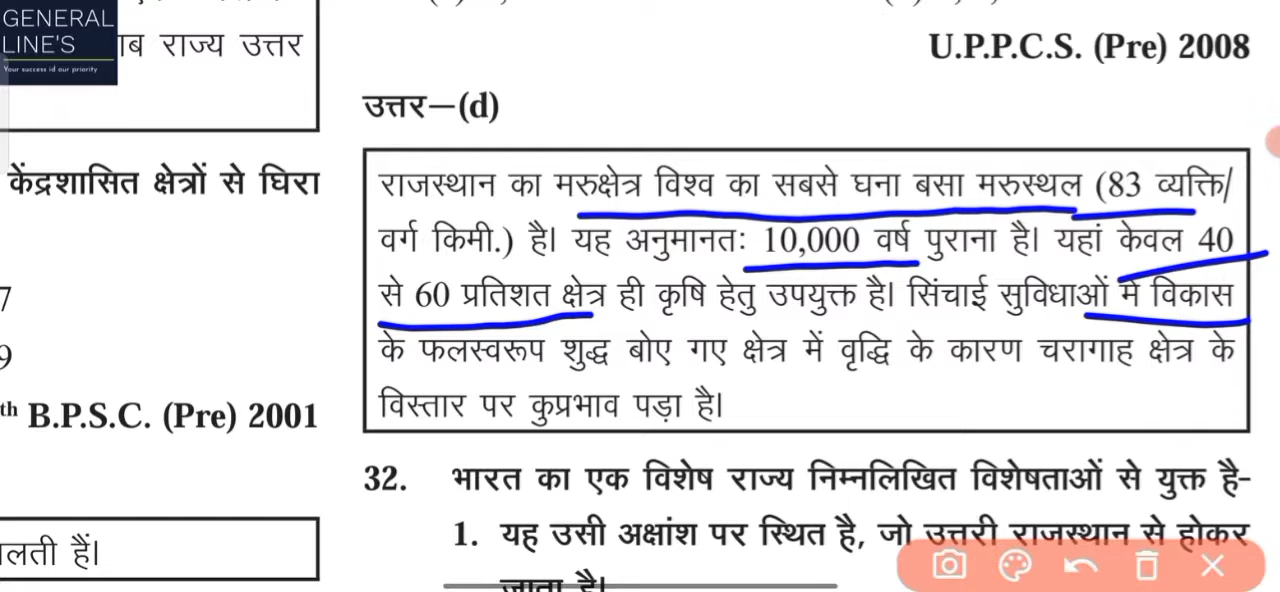 GENERAL
LINE'S
Your success id our priority
राज्य उत्तर
केंद्रशासित क्षेत्रों से घिरा
7
9
th B.P.S.C. (Pre) 2001
हैं।
U.P.P.C.S. (Pre) 2008
उत्तर—(d)
राजस्थान का मरुक्षेत्र विश्व का सबसे घना बसा मरुस्थल (83 व्यक्ति/
वर्ग किमी.) है। यह अनुमानतः 10,000 वर्ष पुराना है। यहां केवल 40
से 60 प्रतिशत क्षेत्र ही कृषि हेतु उपयुक्त है। सिंचाई सुविधाओं में विकास
के फलस्वरूप शुद्ध बोए गए क्षेत्र में वृद्धि के कारण चरागाह क्षेत्र के
विस्तार पर कुप्रभाव पड़ा है।
32. भारत का एक विशेष राज्य निम्नलिखित विशेषताओं से युक्त है-
1. यह उसी अक्षांश पर स्थित है, जो उत्तरी राजस्थान से होकर
जाता है।